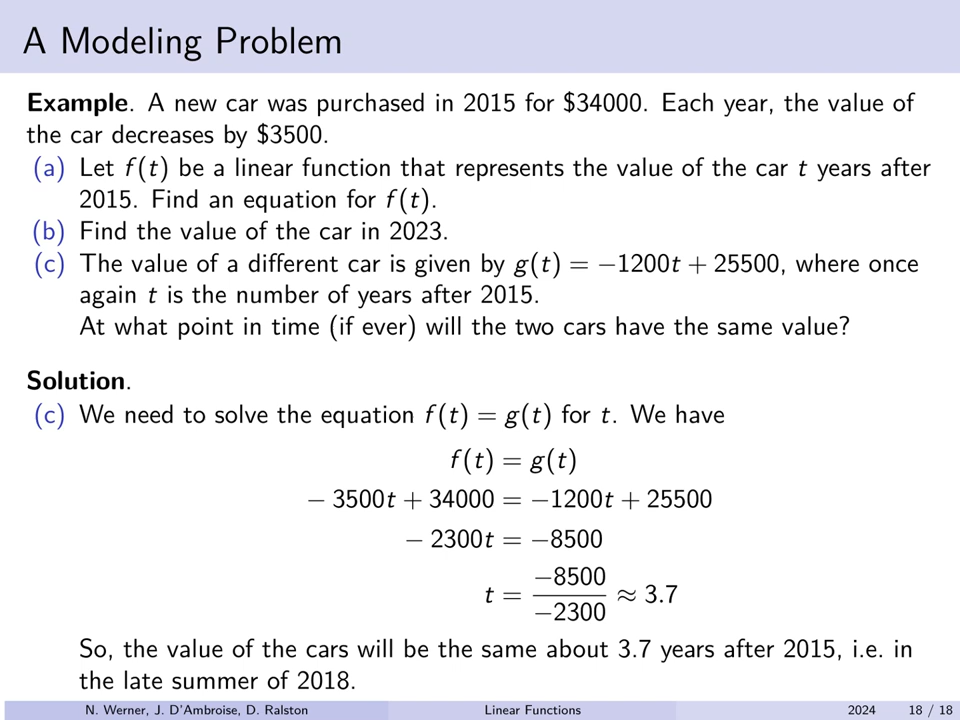 A Modeling Problem
Example. A new car was purchased in 2015 for $34000. Each year, the value of
the car decreases by $3500.
(a) Let f(t) be a linear function that represents the value of the car t years after
2015. Find an equation for f(t).
(b) Find the value of the car in 2023.
(c) The value of a different car is given by g(t) = −1200t + 25500, where once
again t is the number of years after 2015.
At what point in time (if ever) will the two cars have the same value?
Solution.
(c) We need to solve the equation f(t) = g(t) for t. We have
f(t) = g(t)
− 3500t + 34000 = −1200t + 25500
− 2300t = −8500
t = −8500/−2300 ≈ 3.7
So, the value of the cars will be the same about 3.7 years after 2015, i.e. in
the late summer of 2018.
N. Werner, J. D'Ambroise, D. Ralston Linear Functions 2024 18 / 18